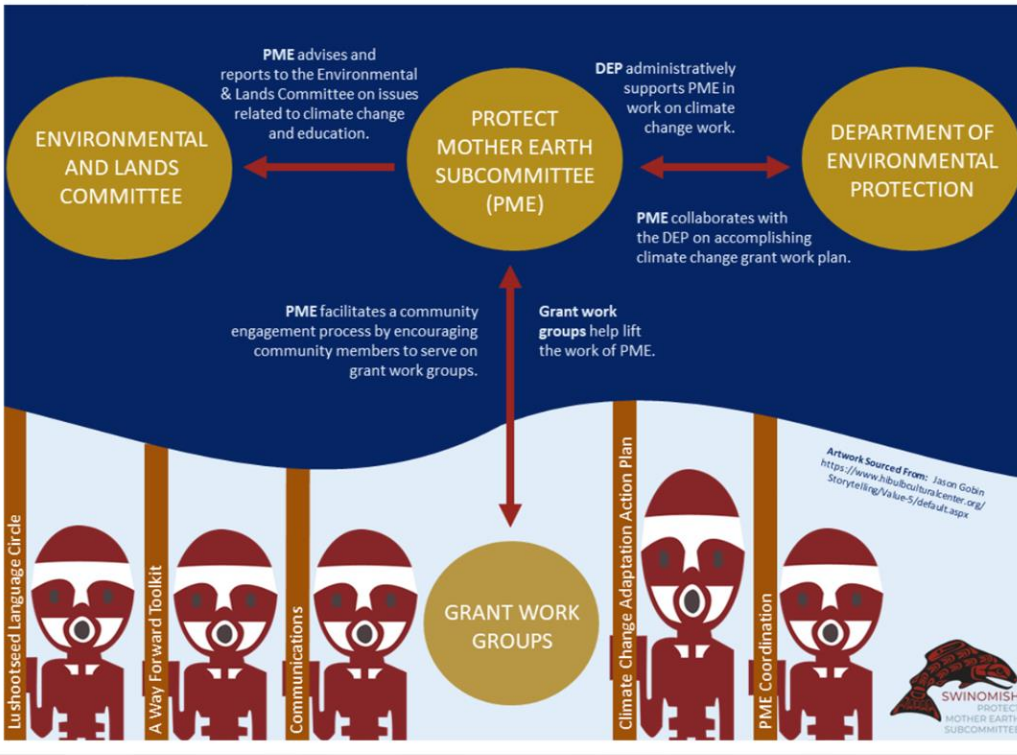 PME advises and
reports to the Environmental
& Lands Committee on issues
related to climate change
and education.
DEP administratively
supports PME in
work on climate
change work.
ENVIRONMENTAL
AND LANDS
COMMITTEE
PROTECT
MOTHER EARTH
SUBCOMMITTEE
(PME)
DEPARTMENT OF
ENVIRONMENTAL
PROTECTION
PME collaborates with
the DEP on accomplishing
climate change grant work plan.
PME facilitates a community
engagement process by encouraging
community members to serve on
grant work groups.
Grant work
groups help lift
the work of PME.
Artwork Sourced From: Jason Gobin
https://www.hibulbculturalcenter.org/
Storytelling/Value-5/default.aspx
Lushootseed Language Circle
A Way Forward Toolkit
Communications
GRANT WORK
GROUPS
Climate Change Adaptation Action Plan
PME Coordination
SWINOMISH
PROTECT
MOTHER EARTH
SUBCOMMITTEE